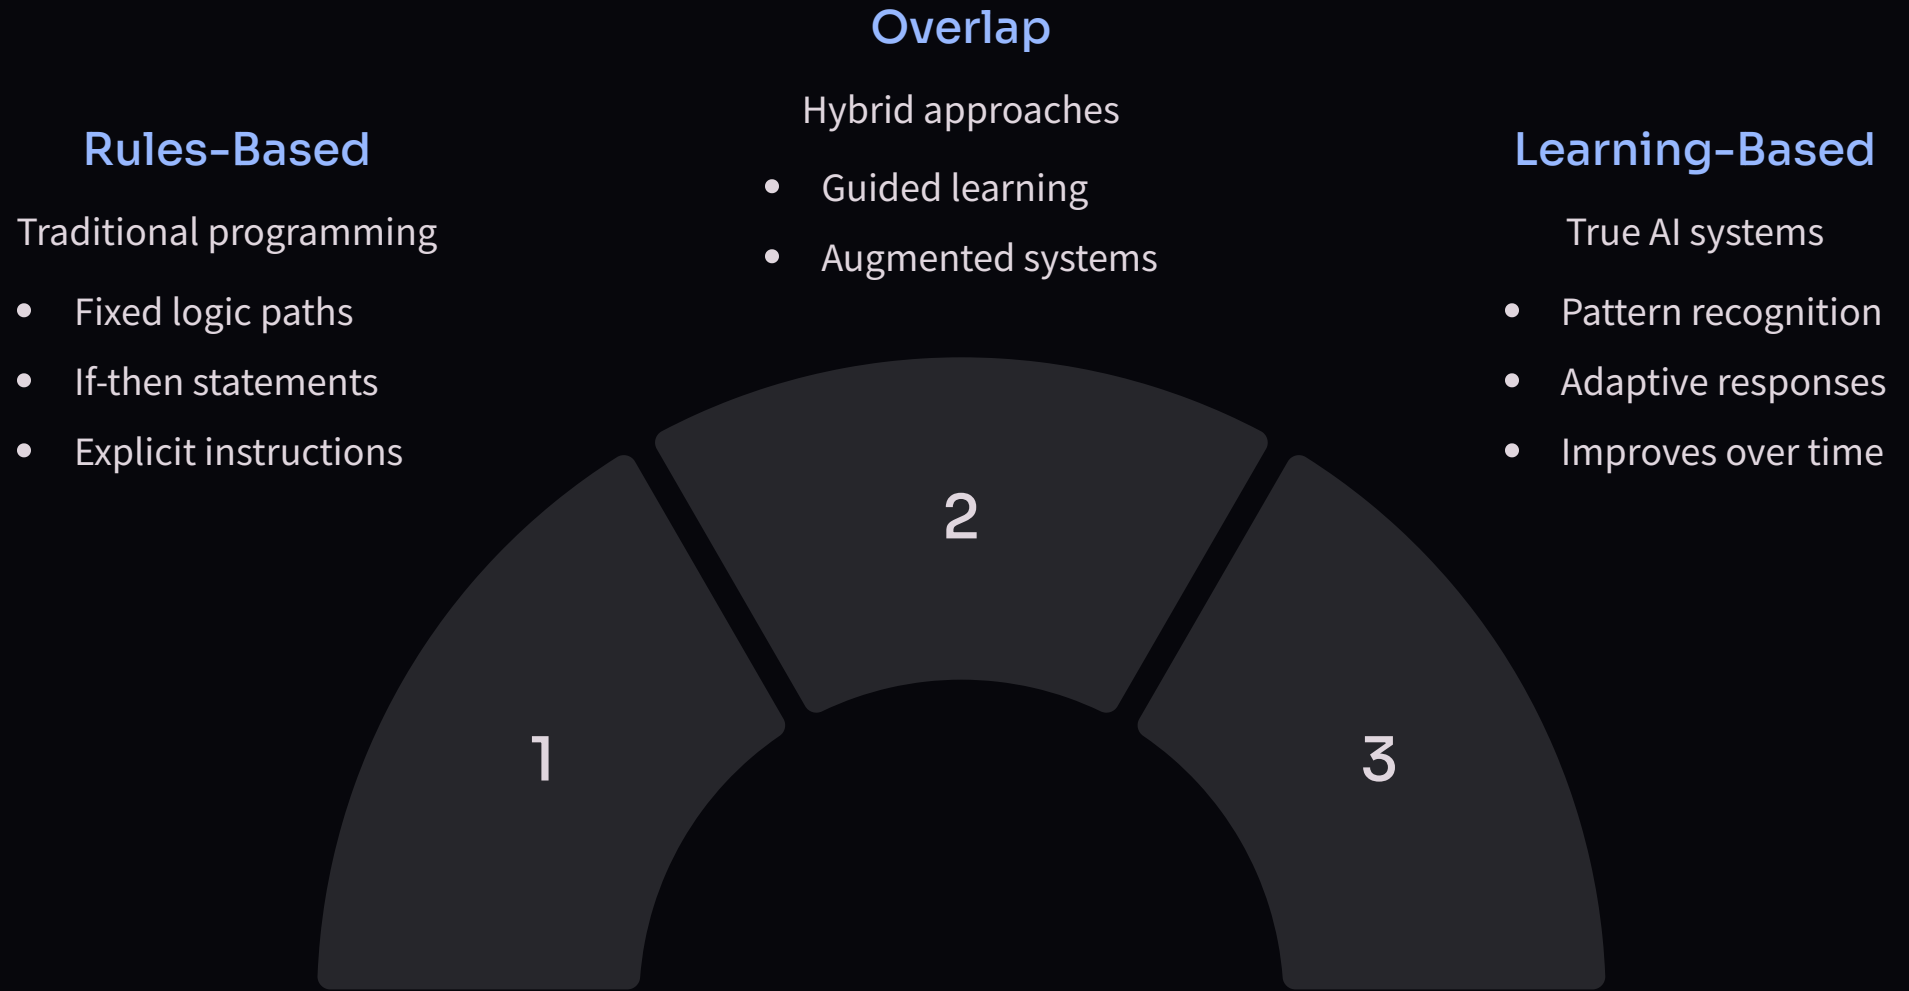 Rules-Based
Traditional programming
• Fixed logic paths
• If-then statements
• Explicit instructions
Overlap
Hybrid approaches
• Guided learning
• Augmented systems
Learning-Based
True AI systems
• Pattern recognition
• Adaptive responses
• Improves over time
1
2
3